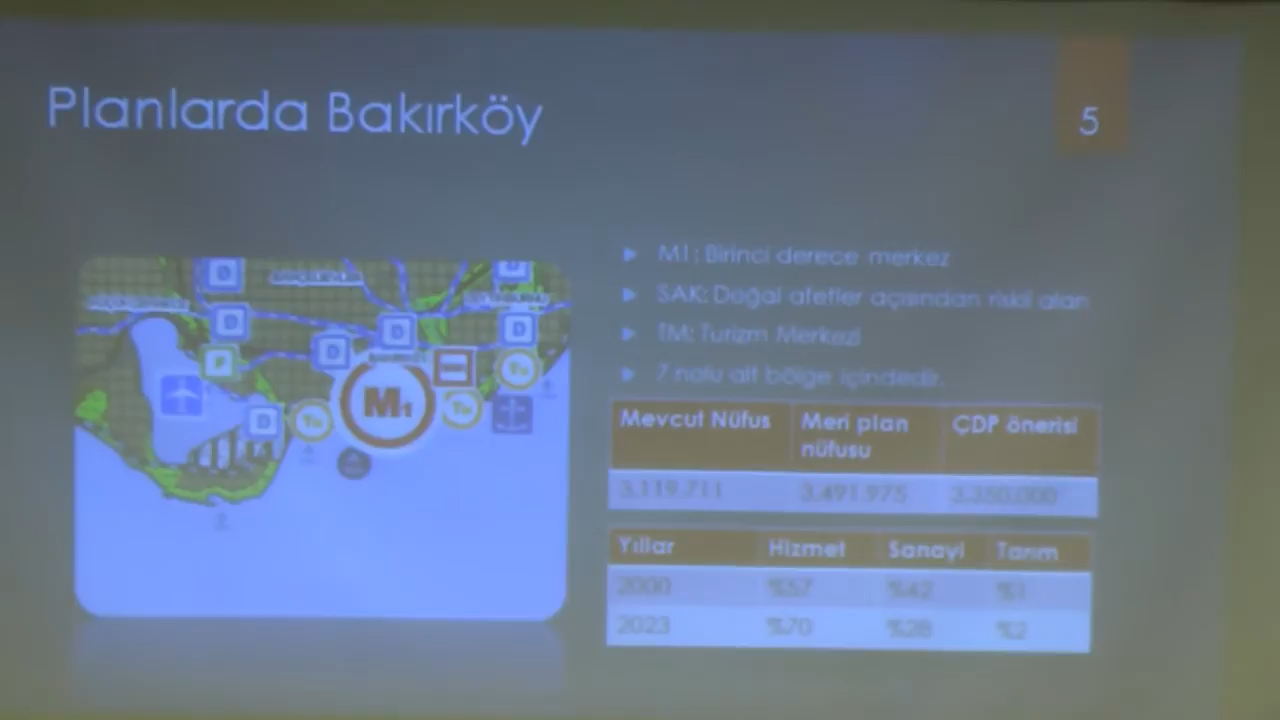 Planlarda Bakırköy
5
M1: Birinci derece merkez
SAK: Doğal afetler açısından riskli alan
TM: Turizm Merkezi
7 nolu alt bölge içindedir.
D
D
D
D
D
D
D
P
M1
Mevcut Nüfus Meri plan nüfusu ÇDP önerisi
3.119.711 3.491.975 3.350.000
Yıllar Hizmet Sanayi Tarım
2000 %57 %42 %1
2023 %70 %28 %2